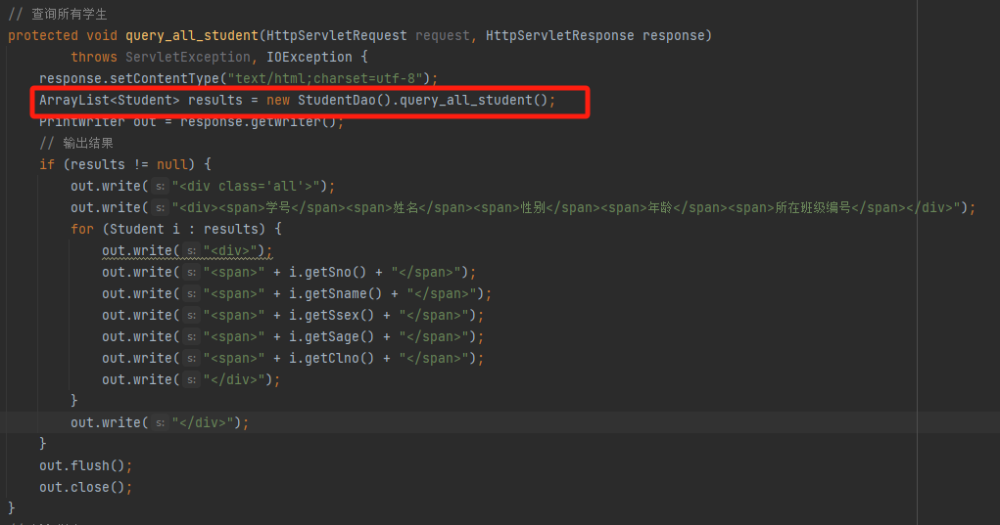 // 查询所有学生
protected void query_all_student(HttpServletRequest request, HttpServletResponse response)
throws ServletException, IOException {
response.setContentType("text/html;charset=utf-8");
ArrayList<Student> results = new StudentDao().query_all_student();
PrintWriter out = response.getWriter();
// 输出结果
if (results != null) {
out.write( s: "<div class='all'>");
out.write( s: "<div><span>学号</span><span>姓名</span><span>性别</span><span>年龄</span><span>所在班级编号</span></div>");
for (Student i : results) {
out.write( s: "<div>");
out.write( s: "<span>" + i.getSno() + "</span>");
out.write( s: "<span>" + i.getSname() + "</span>");
out.write( s: "<span>" + i.getSsex() + "</span>");
out.write( s: "<span>" + i.getSage() + "</span>");
out.write( s: "<span>" + i.getClno() + "</span>");
out.write( s: "</div>");
}
out.write( s: "</div>");
}
out.flush();
out.close();
}